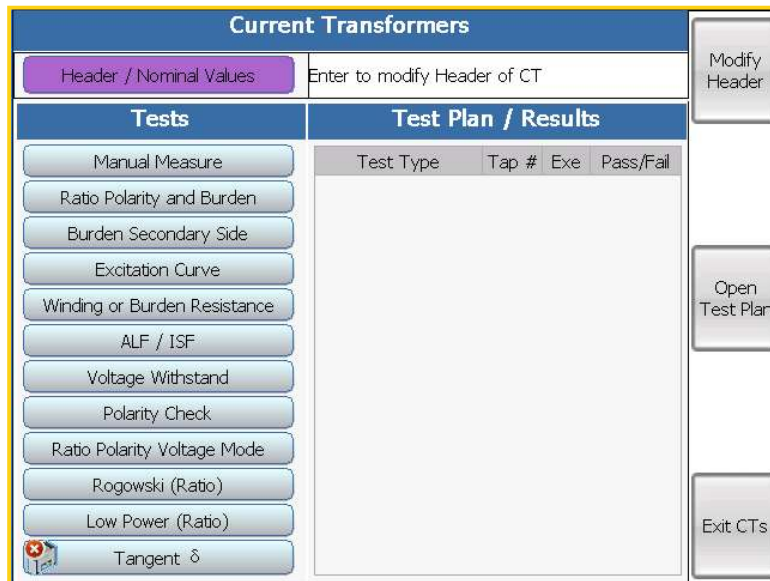 Current Transformers
Header / Nominal Values
Enter to modify Header of CT
Modify
Header
Tests
Test Plan / Results
Test Type Tap # Exe Pass/Fail
Manual Measure
Ratio Polarity and Burden
Burden Secondary Side
Excitation Curve
Winding or Burden Resistance
ALF / ISF
Voltage Withstand
Polarity Check
Ratio Polarity Voltage Mode
Rogowski (Ratio)
Low Power (Ratio)
Tangent δ
Open
Test Plan
Exit CTs